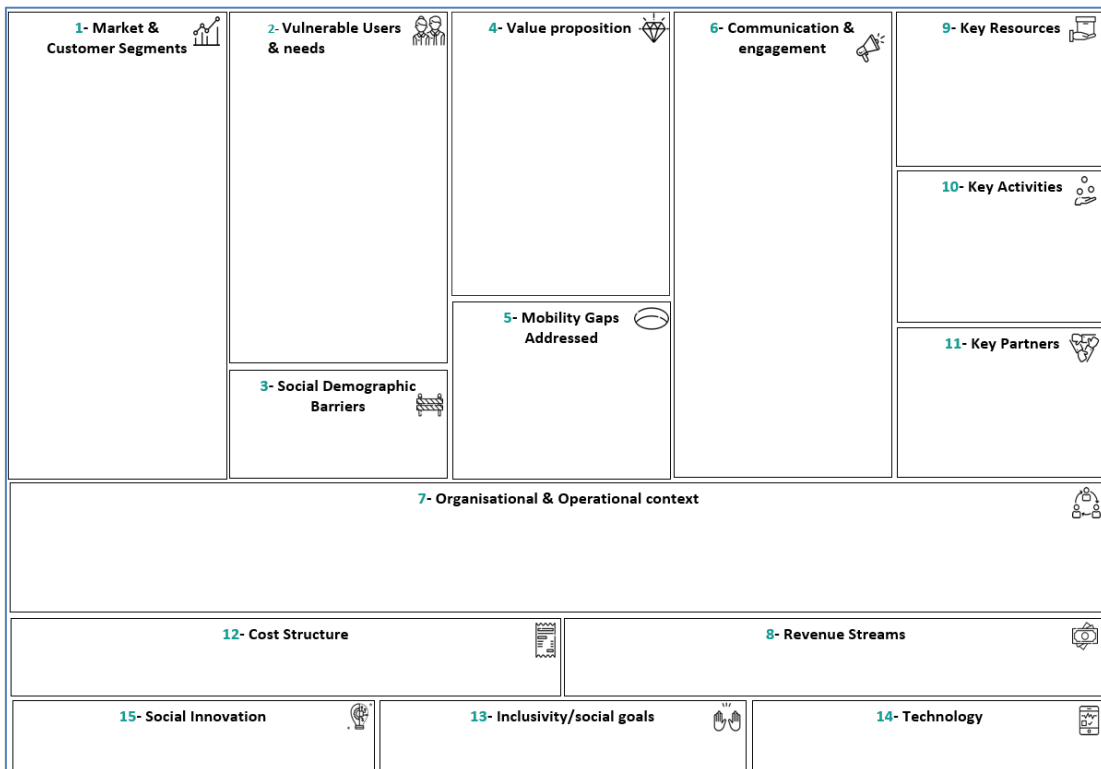 1- Market &
Customer Segments
2- Vulnerable Users
& needs
3- Social Demographic
Barriers
4- Value proposition
5- Mobility Gaps
Addressed
6- Communication &
engagement
9- Key Resources
10- Key Activities
11- Key Partners
7- Organisational & Operational context
12- Cost Structure
8- Revenue Streams
15- Social Innovation
13- Inclusivity/social goals
14- Technology